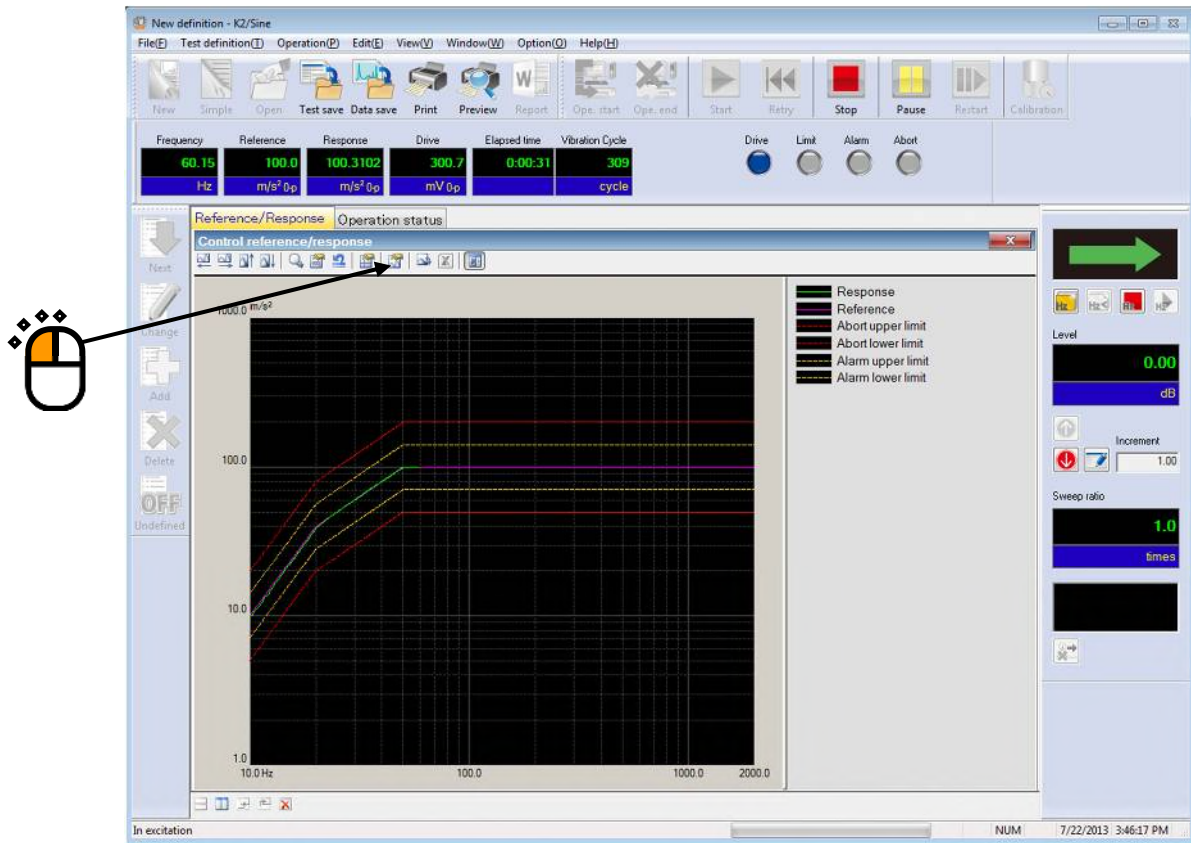 New definition - K2/Sine
File(F) Test definition(T) Operation(P) Edit(E) View(V) Window(W) Option(O) Help(H)
New Simple Open Test save Data save Print Preview Report Ope. start Ope. end Start Retry Stop Pause Restart Calibration
Frequency Reference Response Drive Elapsed time Vibration Cycle Drive Limit Alarm Abort
60.15 100.0 100.3102 300.7 0:00:31 309
Hz m/s² 0-p m/s² 0-p mV 0-p cycle
Reference/Response Operation status
Control reference/response
Next
Change
Add
Delete
OFF
Undefined
1000.0 m/s²
100.0
10.0
1.0
10.0 Hz 100.0 1000.0 2000.0
Response
Reference
Abort upper limit
Abort lower limit
Alarm upper limit
Alarm lower limit
Hz
Level
0.00
dB
Increment
1.00
Sweep ratio
1.0
times
In excitation NUM 7/22/2013 3:46:17 PM